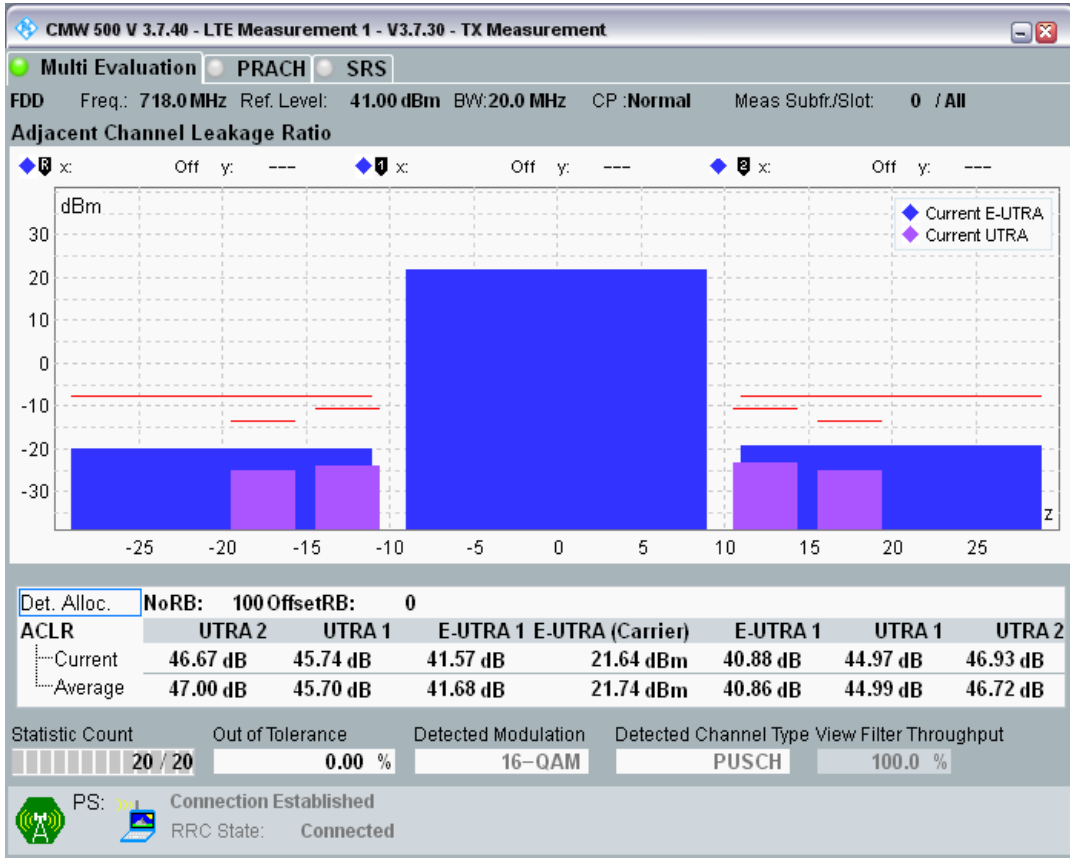 CMW 500 V 3.7.40 - LTE Measurement 1 - V3.7.30 - TX Measurement
Multi Evaluation PRACH SRS
FDD Freq.: 718.0 MHz Ref. Level: 41.00 dBm BW: 20.0 MHz CP : Normal Meas Subfr./Slot: 0 / All
Adjacent Channel Leakage Ratio
R x: Off y: --- 1 x: Off y: --- 2 x: Off y: ---
dBm
Current E-UTRA
Current UTRA
30
20
10
0
-10
-20
-30
z
-25 -20 -15 -10 -5 0 5 10 15 20 25
Det. Alloc. NoRB: 100 OffsetRB: 0
ACLR UTRA 2 UTRA 1 E-UTRA 1 E-UTRA (Carrier) E-UTRA 1 UTRA 1 UTRA 2
Current 46.67 dB 45.74 dB 41.57 dB 21.64 dBm 40.88 dB 44.97 dB 46.93 dB
Average 47.00 dB 45.70 dB 41.68 dB 21.74 dBm 40.86 dB 44.99 dB 46.72 dB
Statistic Count Out of Tolerance Detected Modulation Detected Channel Type View Filter Throughput
20 / 20 0.00 % 16-QAM PUSCH 100.0 %
PS: Connection Established
RRC State: Connected